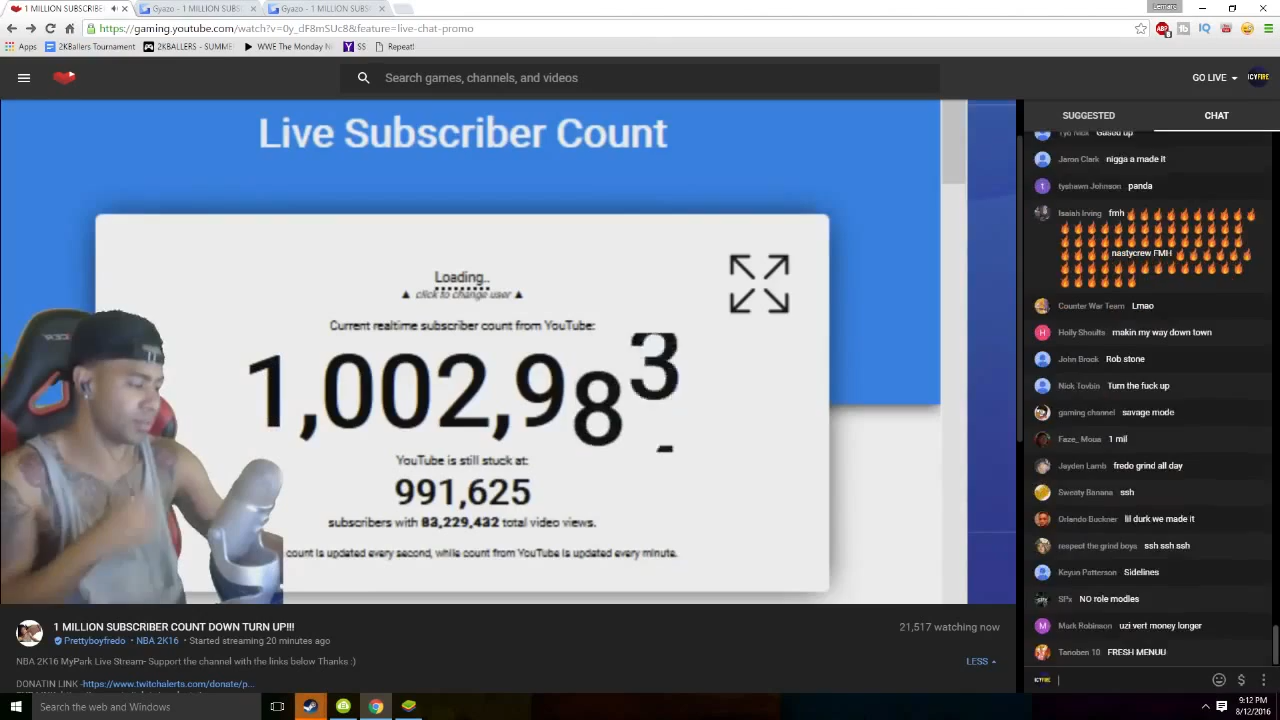 1 MILLION SUBSCRIBER
Gyazo - 1 MILLION SUBS
Gyazo - 1 MILLION SUBS
Lemare
https://gaming.youtube.com/watch?v=0y_dF8mSUc8&feature=live-chat-promo
Apps
2KBallers Tournament
2KBALLERS - SUMME
WWE The Monday N
SS
Repeat!
Search games, channels, and videos
GO LIVE
ICYFIRE
SUGGESTED
CHAT
Live Subscriber Count
Loading..
▲ click to change user ▲
Current realtime subscriber count from YouTube:
1,002,983
YouTube is still stuck at:
991,625
subscribers with 83,229,432 total video views.
count is updated every second, while count from YouTube is updated every minute.
Gased up
Jaron Clark nigga a made it
tyshawn Johnson panda
Isaiah Irving fmh 🔥🔥🔥🔥🔥🔥🔥🔥🔥🔥
🔥🔥🔥🔥🔥🔥🔥🔥🔥🔥🔥🔥🔥🔥
🔥🔥🔥🔥🔥🔥🔥🔥🔥🔥🔥🔥🔥🔥
🔥🔥🔥🔥 nastycrew FMH 🔥🔥🔥🔥🔥🔥
🔥🔥🔥🔥🔥🔥🔥🔥🔥🔥🔥🔥🔥🔥
🔥🔥🔥🔥🔥🔥
Counter War Team Lmao
Holly Shoults makin my way down town
John Brock Rob stone
Nick Tovbin Turn the fuck up
gaming channel savage mode
Faze_ Moua 1 mil
Jayden Lamb fredo grind all day
Sweaty Banana ssh
Orlando Buckner lil durk we made it
respect the grind boys ssh ssh ssh
Keyun Patterson Sidelines
SPs NO role modles
Mark Robinson uzi vert money longer
Tanoben 10 FRESH MENUU
1 MILLION SUBSCRIBER COUNT DOWN TURN UP!!!
Prettyboyfredo • NBA 2K16 • Started streaming 20 minutes ago
21,517 watching now
NBA 2K16 MyPark Live Stream- Support the channel with the links below Thanks :)
LESS
DONATIN LINK -https://www.twitchalerts.com/donate/p...
Search the web and Windows
9:12 PM
8/12/2016